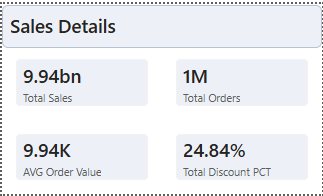 Sales Details
9.94bn
Total Sales
1M
Total Orders
9.94K
AVG Order Value
24.84%
Total Discount PCT